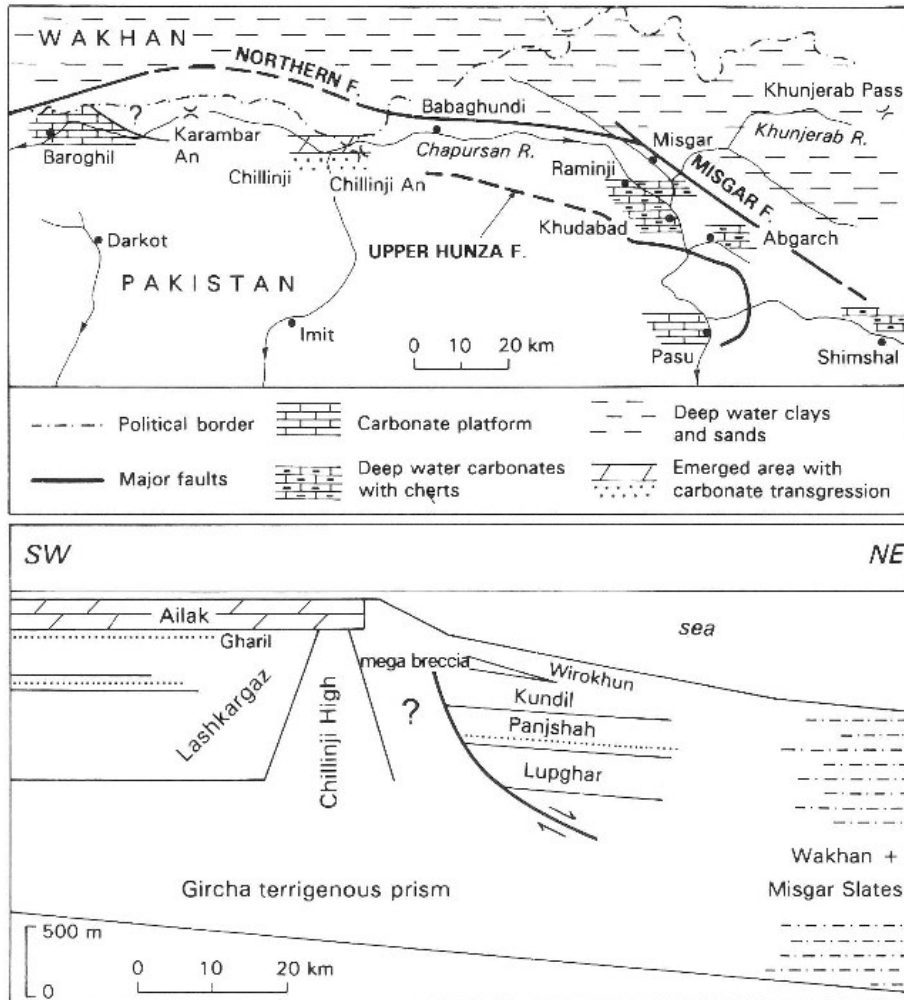 WAKHAN
NORTHERN F.
Khunjerab Pass
Babaghundi
?
Karambar
An
Misgar
Khunjerab R.
Baroghil
Chapursan R.
Chillinji
Chillinji An
Raminji
MISGAR F.
Khudabad
Abgarch
Darkot
UPPER HUNZA F.
PAKISTAN
Imit
0 10 20 km
Pasu
Shimshal
Political border
Carbonate platform
Deep water clays
and sands
Major faults
Deep water carbonates
with cherts
Emerged area with
carbonate transgression
SW
NE
Ailak
sea
Gharil
mega breccia
Wirokhun
Lashkargaz
Chillinji High
?
Kundil
Panjshah
Lupghar
Wakhan +
Misgar Slates
Gircha terrigenous prism
500 m
0
0 10 20 km